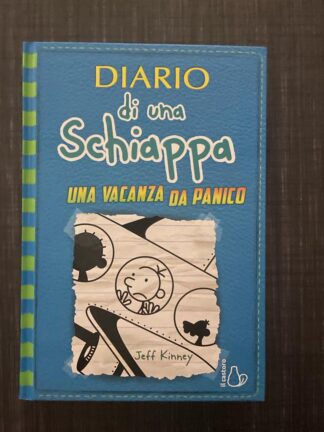 DIARIO
di una
Schiappa
UNA VACANZA DA PANICO
Jeff Kinney
il castoro